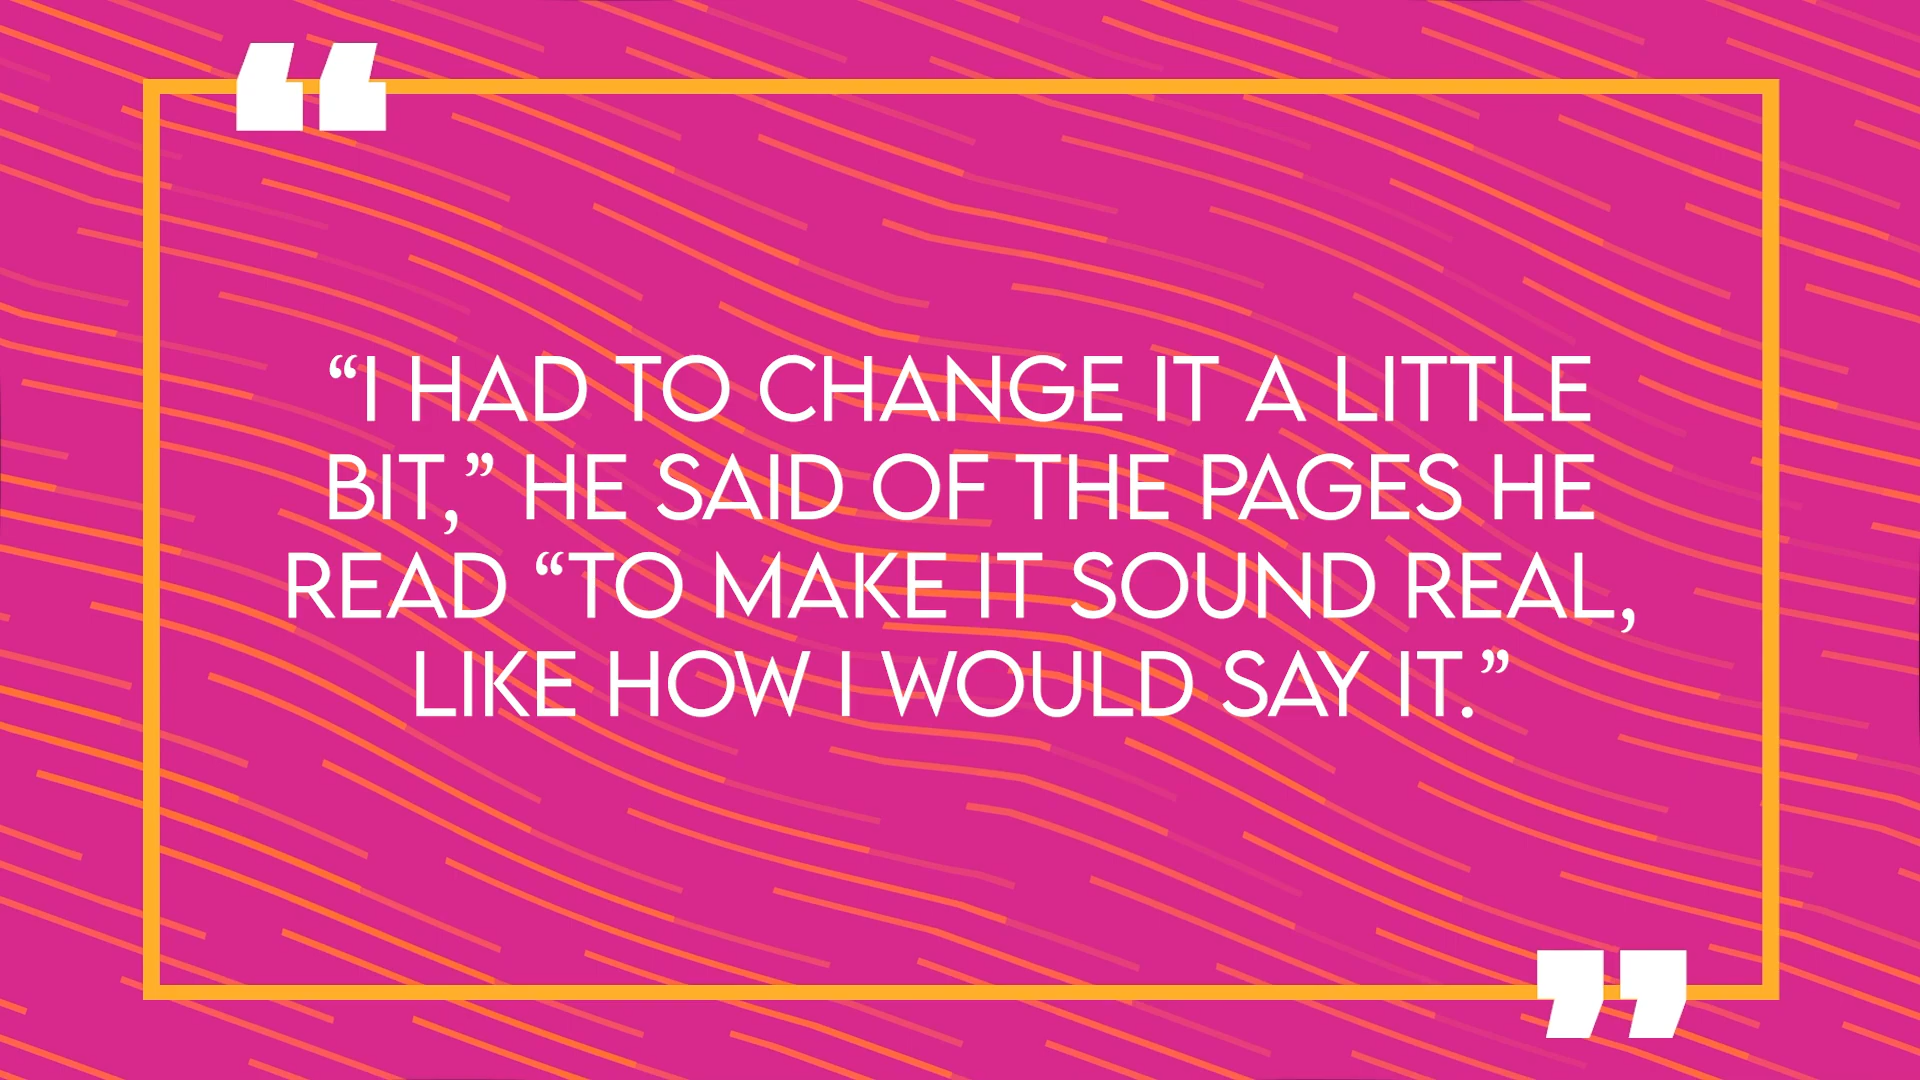 “I HAD TO CHANGE IT A LITTLE
BIT,” HE SAID OF THE PAGES HE
READ “TO MAKE IT SOUND REAL,
LIKE HOW I WOULD SAY IT.”